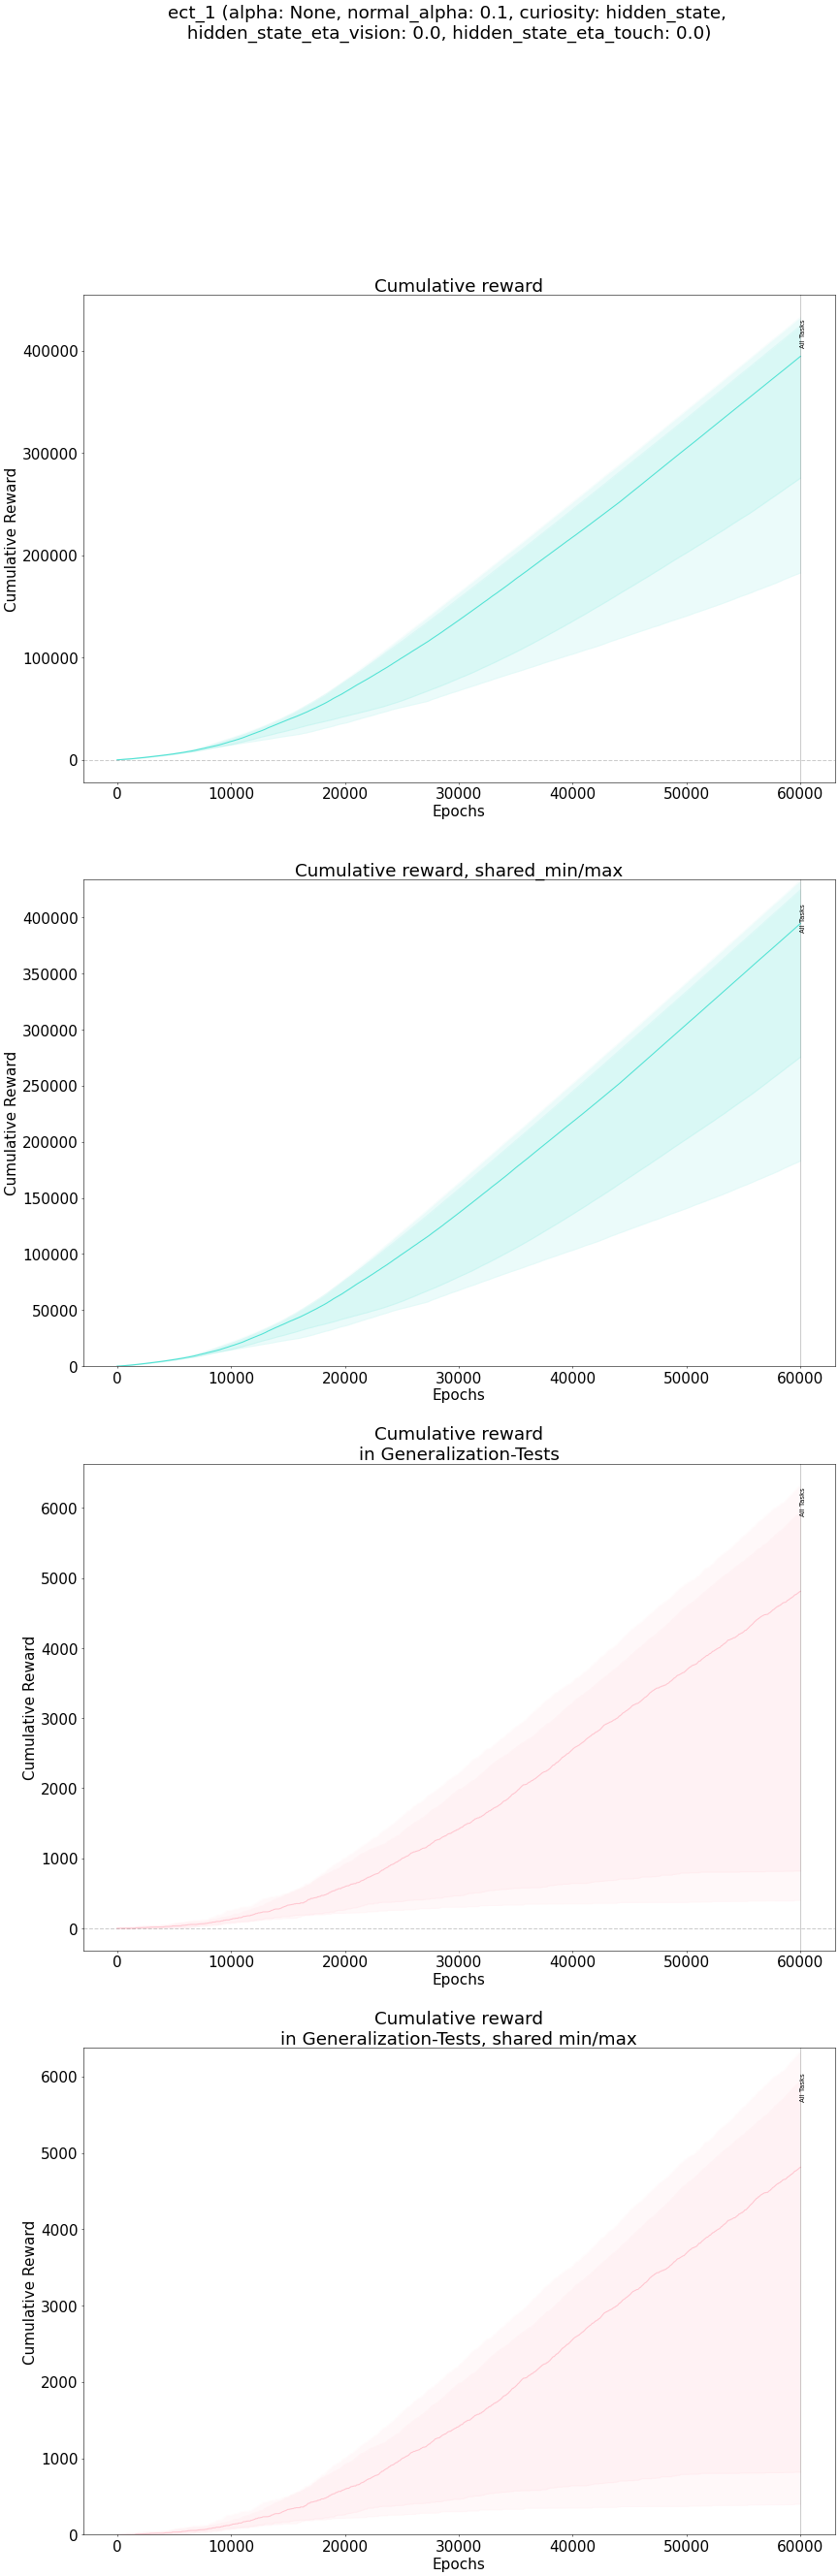 ect_1 (alpha: None, normal_alpha: 0.1, curiosity: hidden_state,
hidden_state_eta_vision: 0.0, hidden_state_eta_touch: 0.0)
Cumulative reward
400000
300000
200000
100000
0
Cumulative Reward
All Tasks
0 10000 20000 30000 40000 50000 60000
Epochs
Cumulative reward, shared_min/max
400000
350000
300000
250000
200000
150000
100000
50000
0
Cumulative Reward
All Tasks
0 10000 20000 30000 40000 50000 60000
Epochs
Cumulative reward
in Generalization-Tests
6000
5000
4000
3000
2000
1000
0
Cumulative Reward
All Tasks
0 10000 20000 30000 40000 50000 60000
Epochs
Cumulative reward
in Generalization-Tests, shared min/max
6000
5000
4000
3000
2000
1000
0
Cumulative Reward
All Tasks
0 10000 20000 30000 40000 50000 60000
Epochs